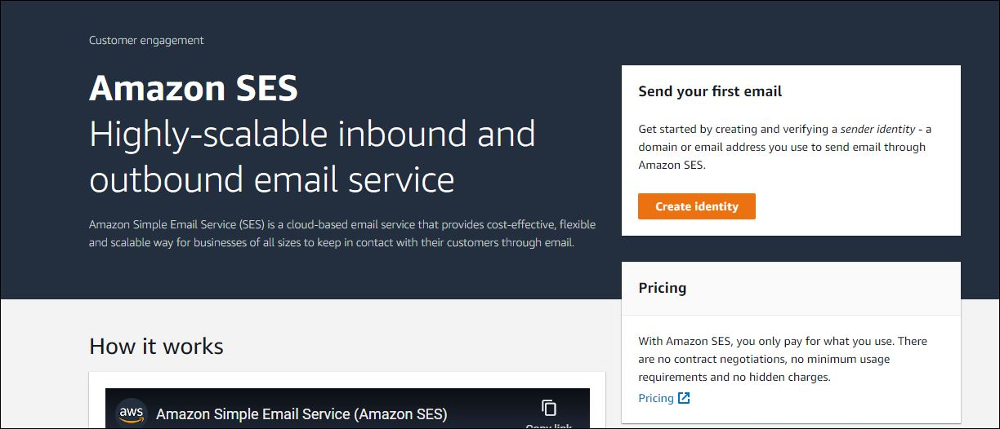 Customer engagement
Amazon SES
Highly-scalable inbound and
outbound email service
Amazon Simple Email Service (SES) is a cloud-based email service that provides cost-effective, flexible
and scalable way for businesses of all sizes to keep in contact with their customers through email.
Send your first email
Get started by creating and verifying a sender identity - a
domain or email address you use to send email through
Amazon SES.
Create identity
Pricing
With Amazon SES, you only pay for what you use. There
are no contract negotiations, no minimum usage
requirements and no hidden charges.
Pricing
How it works
aws
Amazon Simple Email Service (Amazon SES)
Copy link